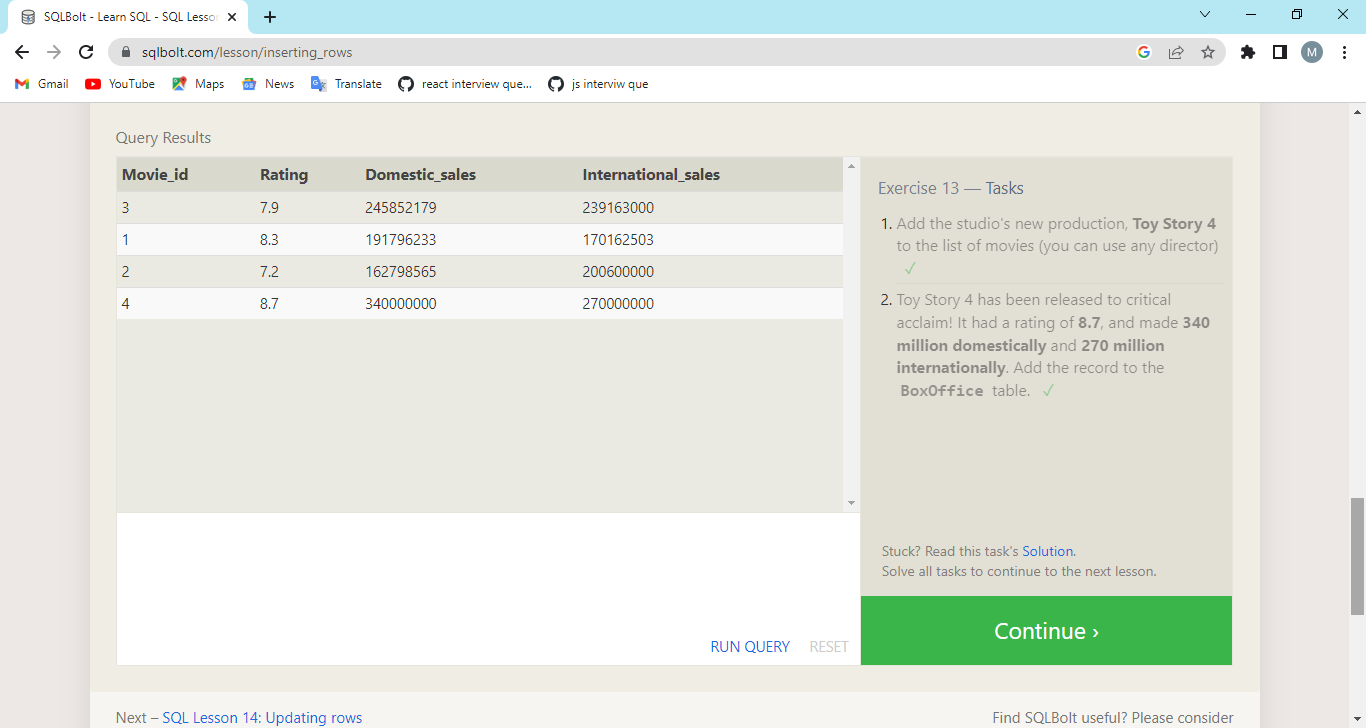 SQLBolt - Learn SQL - SQL Lesson
sqlbolt.com/lesson/inserting_rows
M
Gmail YouTube Maps News Translate react interview que... js interviw que
Query Results
Movie_id Rating Domestic_sales International_sales
3 7.9 245852179 239163000
1 8.3 191796233 170162503
2 7.2 162798565 200600000
4 8.7 340000000 270000000
Exercise 13 — Tasks
1. Add the studio's new production, Toy Story 4
to the list of movies (you can use any director)
✓
2. Toy Story 4 has been released to critical
acclaim! It had a rating of 8.7, and made 340
million domestically and 270 million
internationally. Add the record to the
BoxOffice table. ✓
Stuck? Read this task's Solution.
Solve all tasks to continue to the next lesson.
RUN QUERY RESET
Continue ›
Next – SQL Lesson 14: Updating rows
Find SQLBolt useful? Please consider